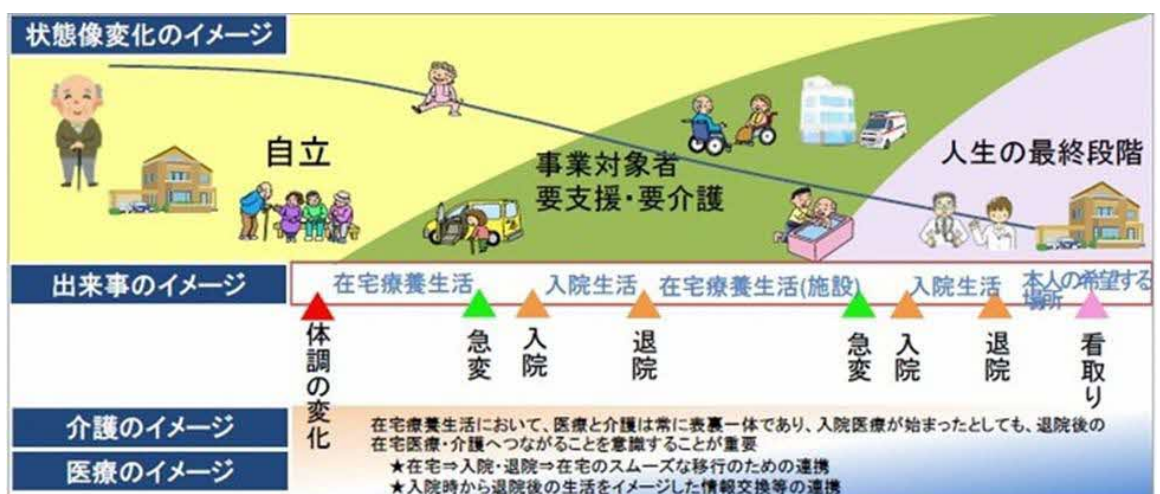 状態像変化のイメージ
自立
事業対象者
要支援・要介護
人生の最終段階
出来事のイメージ
在宅療養生活
入院生活
在宅療養生活(施設)
入院生活
本人の希望する
場所
体調の変化
急変
入院
退院
急変
入院
退院
看取り
介護のイメージ
医療のイメージ
在宅療養生活において、医療と介護は常に表裏一体であり、入院医療が始まったとしても、退院後の
在宅医療・介護へつながることを意識することが重要
★在宅⇒入院・退院⇒在宅のスムーズな移行のための連携
★入院時から退院後の生活をイメージした情報交換等の連携